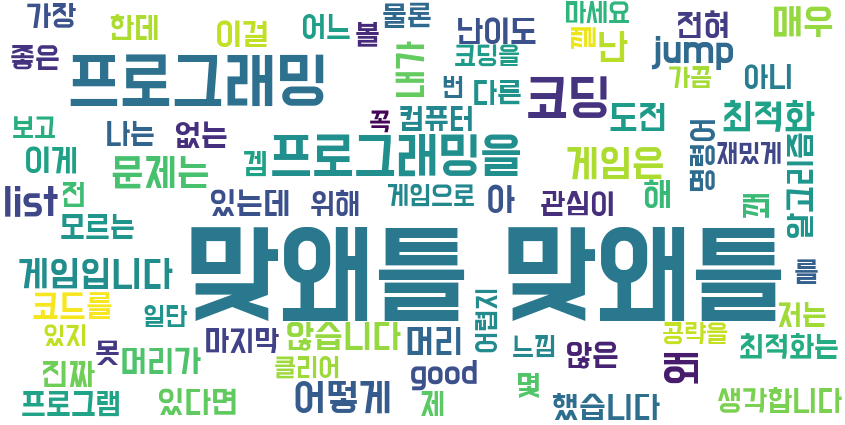 가장
한데
이걸
어느
볼
물론
난이도
마세요
전혀
매우
좋은
프로그래밍
내가
코딩을
껠
난
jump
가끔
아니
보고
나는
없는
꼭
컴퓨터
번
다른
코딩
도전
최적화
이게
문제는
겜
프로그래밍을
게임은
명령어
재밌게
알고리즘
list
전
있는데
위해
게임으로
아
관심이
해
깨
모르는
게임입니다
맞왜틀 맞왜틀
를
코드를
일단
어렵지
저는
있지
못
마지막
않습니다
머리
느낌
않은
왜
공략을
최적화는
진짜
머리가
클리어
good
프로그램
있다면
어떻게
제
몇
했습니다
생각합니다